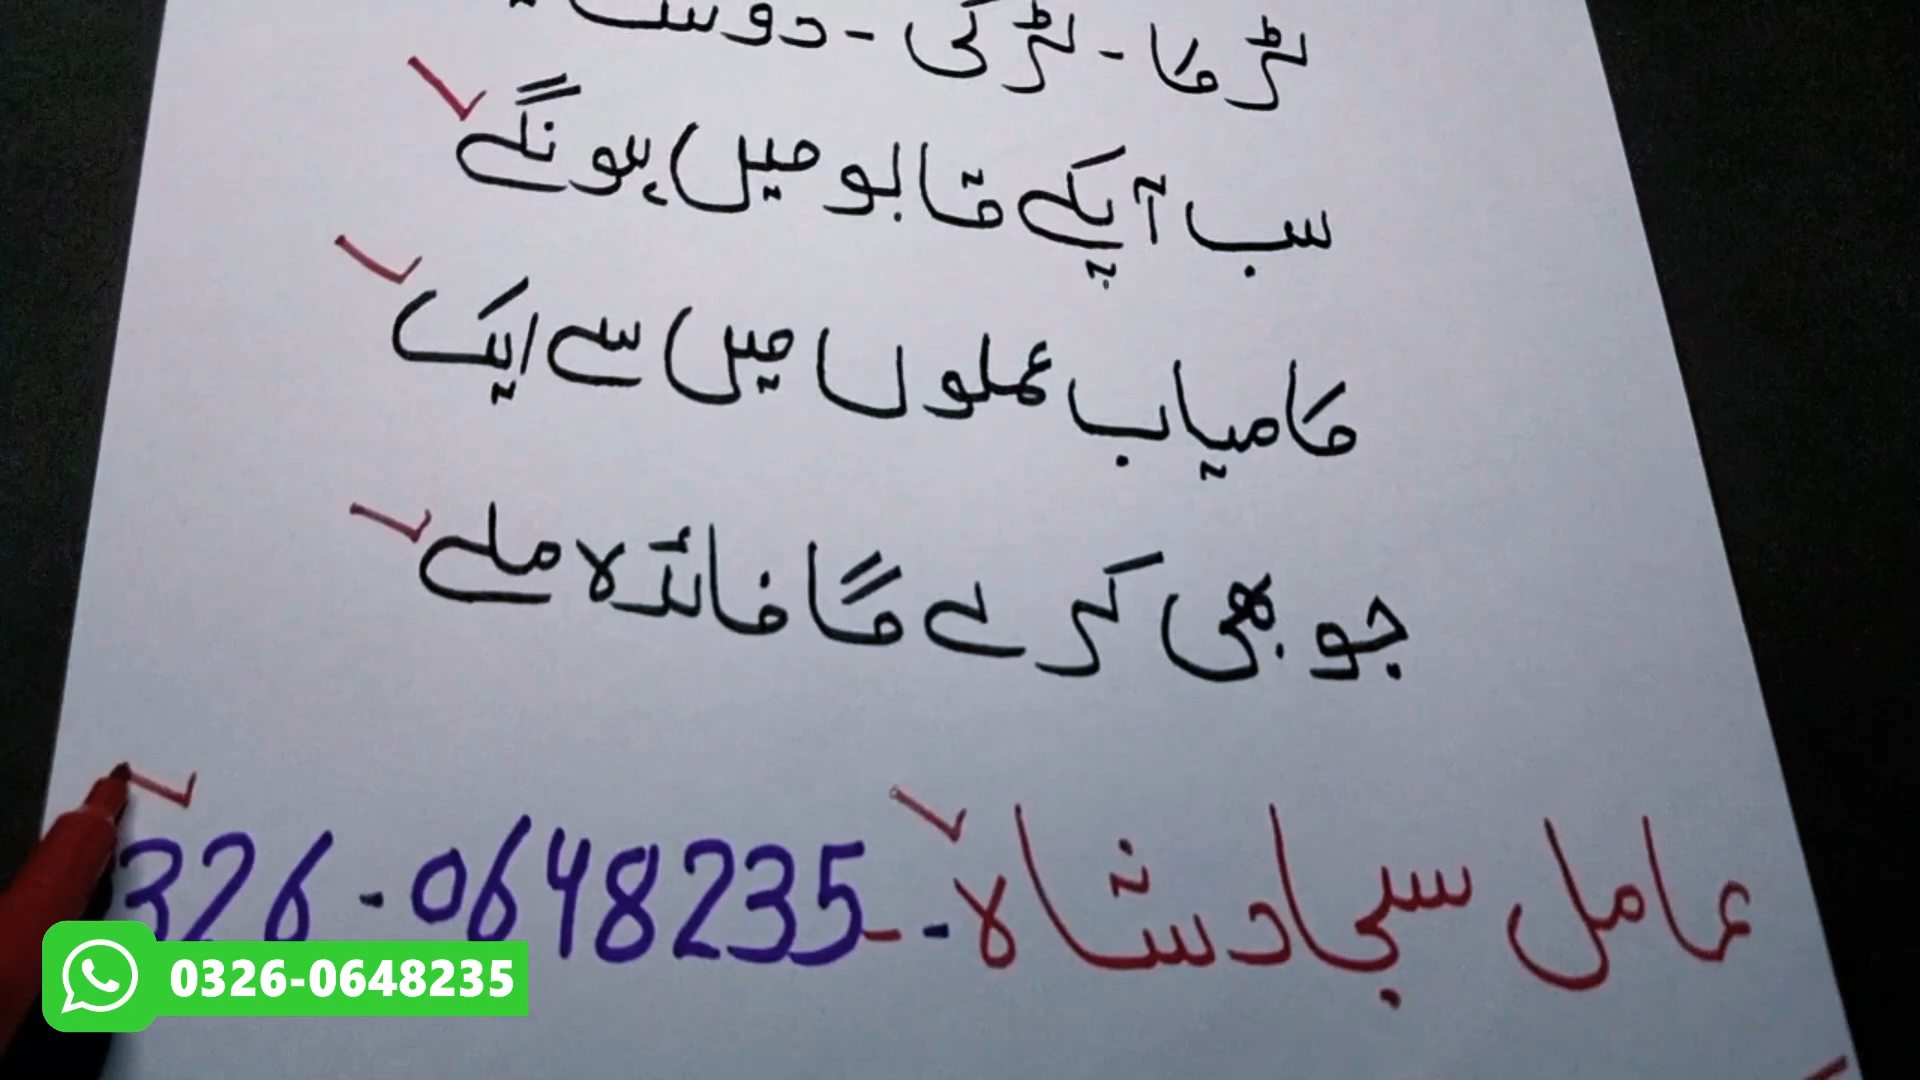 لڑکا - لڑکی - دوست
سب آپکے قابو میں ہونگے
کامیاب عملوں میں سے ایک
جو بھی کرے گا فائدہ ملے
عامل سجاد شاہ -- 326-0648235
0326-0648235